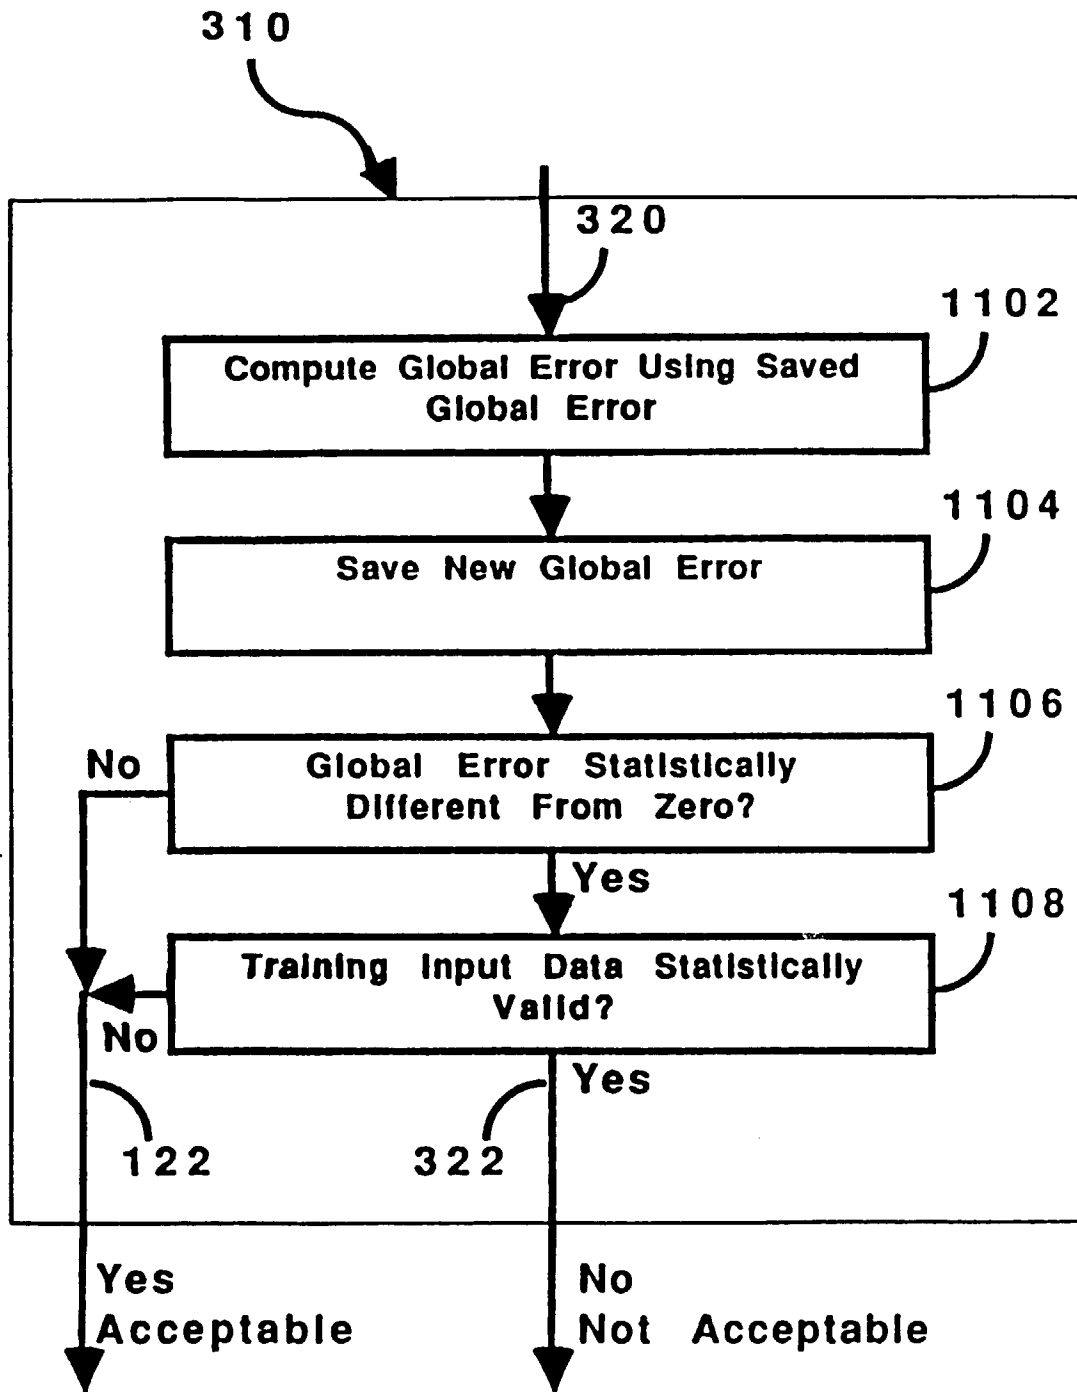 310
320
1102
Compute Global Error Using Saved
Global Error
1104
Save New Global Error
1106
No
Global Error Statistically
Different From Zero?
Yes
1108
Training Input Data Statistically
Valid?
No
Yes
122
322
Yes
Acceptable
No
Not Acceptable